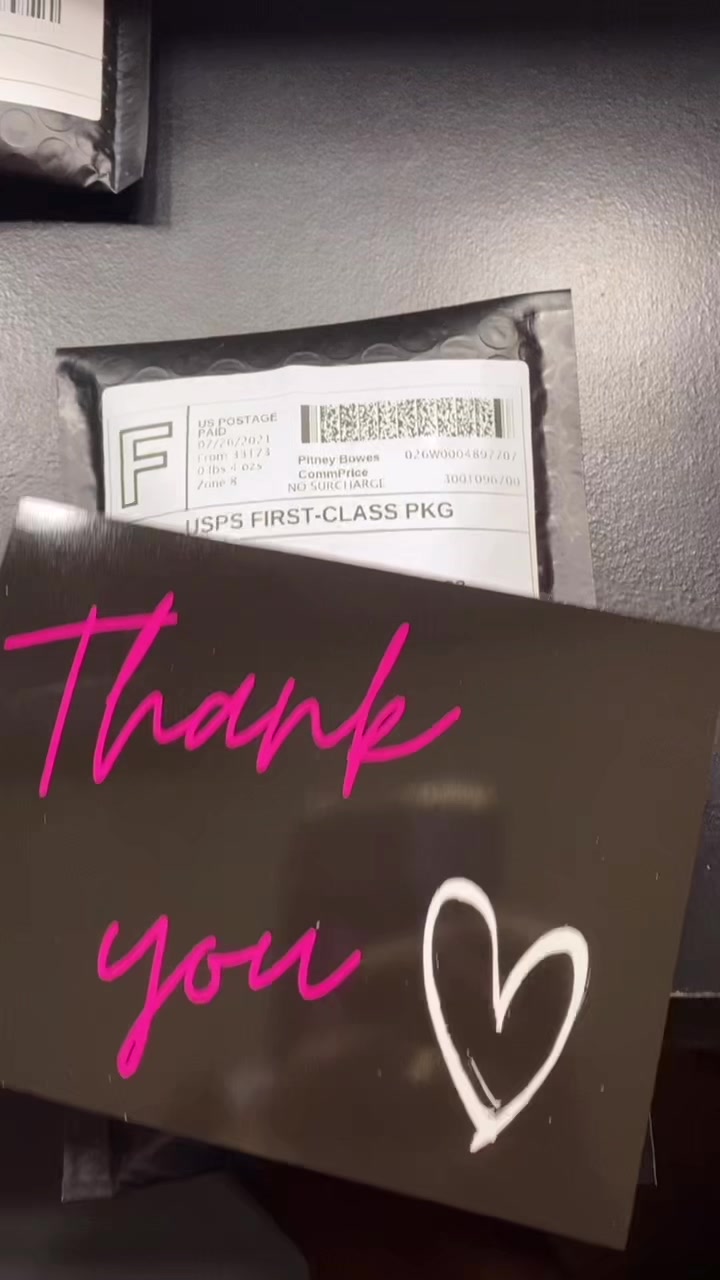 F
US POSTAGE
PAID
07/26/2021
From 33173
0 lbs 4 ozs
Zone 8
Pitney Bowes
CommPrice
NO SURCHARGE
USPS FIRST-CLASS PKG
Thank
you